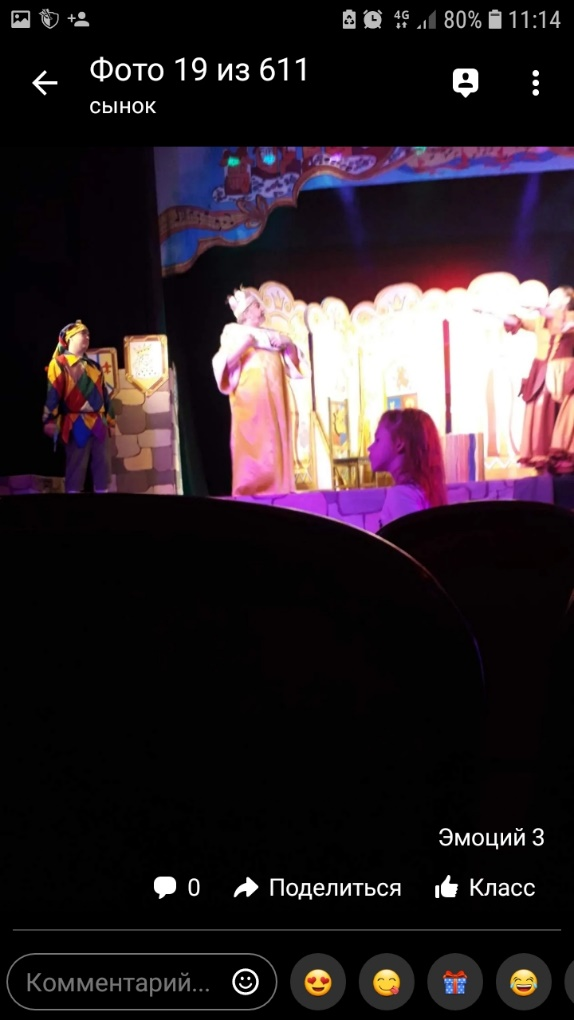 4G 80% 11:14
Фото 19 из 611
сынок
Эмоций 3
0 Поделиться Класс
Комментарий...